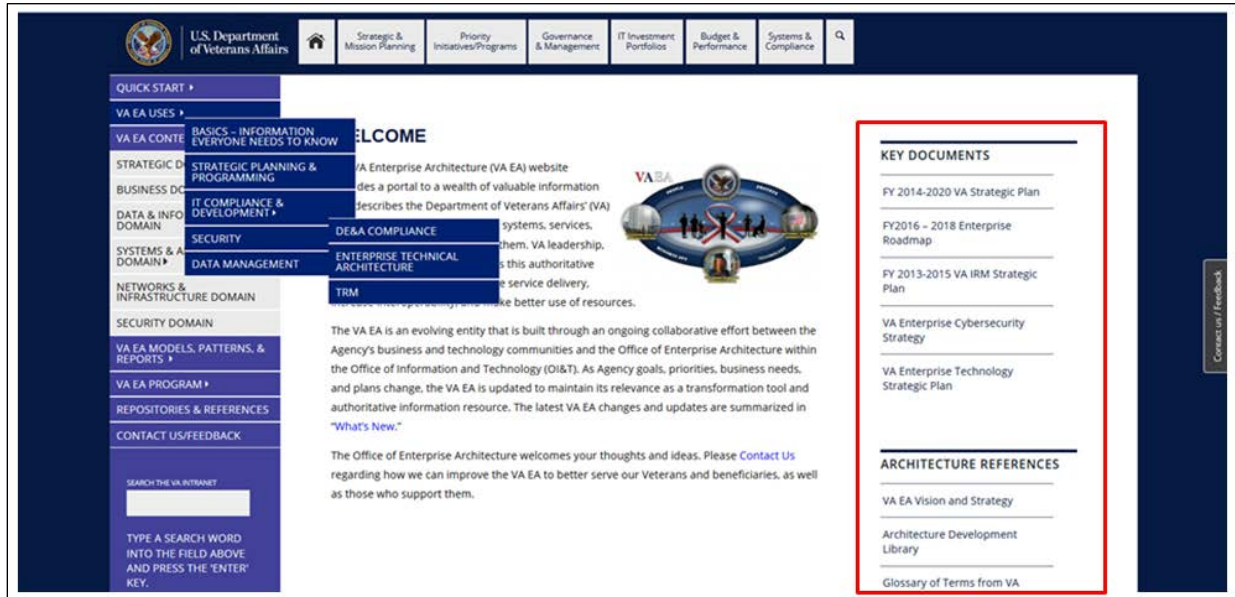 U.S. Department
of Veterans Affairs
Strategic &
Mission Planning
Priority
Initiatives/Programs
Governance
& Management
IT Investment
Portfolios
Budget &
Performance
Systems &
Compliance
QUICK START
VA EA USES
VA EA CONTE
STRATEGIC D
BUSINESS DO
DATA & INFO
DOMAIN
SYSTEMS & A
DOMAIN
NETWORKS &
INFRASTRUCTURE DOMAIN
SECURITY DOMAIN
VA EA MODELS, PATTERNS, &
REPORTS
VA EA PROGRAM
REPOSITORIES & REFERENCES
CONTACT US/FEEDBACK
SEARCH THE VA INTRANET
TYPE A SEARCH WORD
INTO THE FIELD ABOVE
AND PRESS THE 'ENTER'
KEY.
BASICS – INFORMATION
EVERYONE NEEDS TO KNOW
STRATEGIC PLANNING &
PROGRAMMING
IT COMPLIANCE &
DEVELOPMENT
SECURITY
DATA MANAGEMENT
DE&A COMPLIANCE
ENTERPRISE TECHNICAL
ARCHITECTURE
TRM
ELCOME
/A Enterprise Architecture (VA EA) website
des a portal to a wealth of valuable information
describes the Department of Veterans Affairs' (VA)
systems, services,
them. VA leadership,
s this authoritative
e service delivery,
ke better use of resources.
VA EA
The VA EA is an evolving entity that is built through an ongoing collaborative effort between the
Agency's business and technology communities and the Office of Enterprise Architecture within
the Office of Information and Technology (OI&T). As Agency goals, priorities, business needs,
and plans change, the VA EA is updated to maintain its relevance as a transformation tool and
authoritative information resource. The latest VA EA changes and updates are summarized in
"What's New."
The Office of Enterprise Architecture welcomes your thoughts and ideas. Please Contact Us
regarding how we can improve the VA EA to better serve our Veterans and beneficiaries, as well
as those who support them.
KEY DOCUMENTS
FY 2014-2020 VA Strategic Plan
FY2016 – 2018 Enterprise
Roadmap
FY 2013-2015 VA IRM Strategic
Plan
VA Enterprise Cybersecurity
Strategy
VA Enterprise Technology
Strategic Plan
ARCHITECTURE REFERENCES
VA EA Vision and Strategy
Architecture Development
Library
Glossary of Terms from VA
Contact us / Feedback